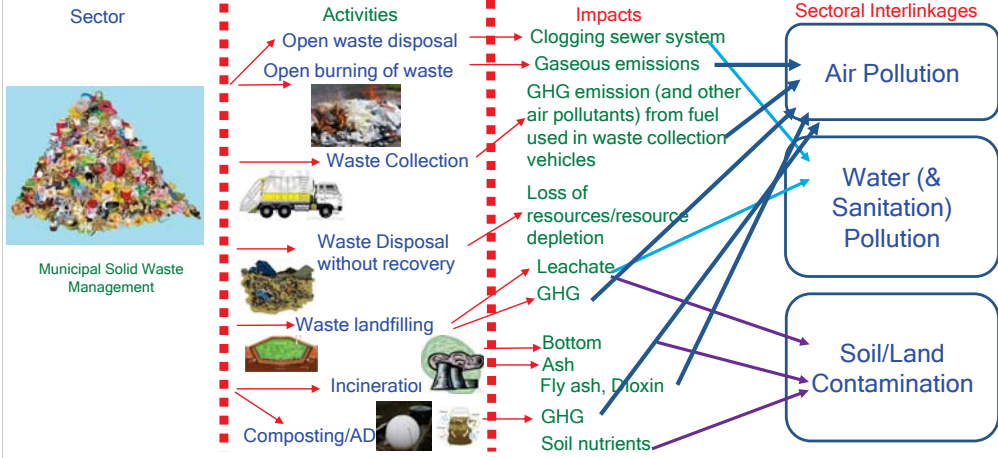 Sector
Activities
Impacts
Sectoral Interlinkages
Municipal Solid Waste
Management
Open waste disposal
Open burning of waste
Waste Collection
Waste Disposal
without recovery
Waste landfilling
Incineration
Composting/AD
Clogging sewer system
Gaseous emissions
GHG emission (and other
air pollutants) from fuel
used in waste collection
vehicles
Loss of
resources/resource
depletion
Leachate
GHG
Bottom
Ash
Fly ash, Dioxin
GHG
Soil nutrients
Air Pollution
Water (&
Sanitation)
Pollution
Soil/Land
Contamination